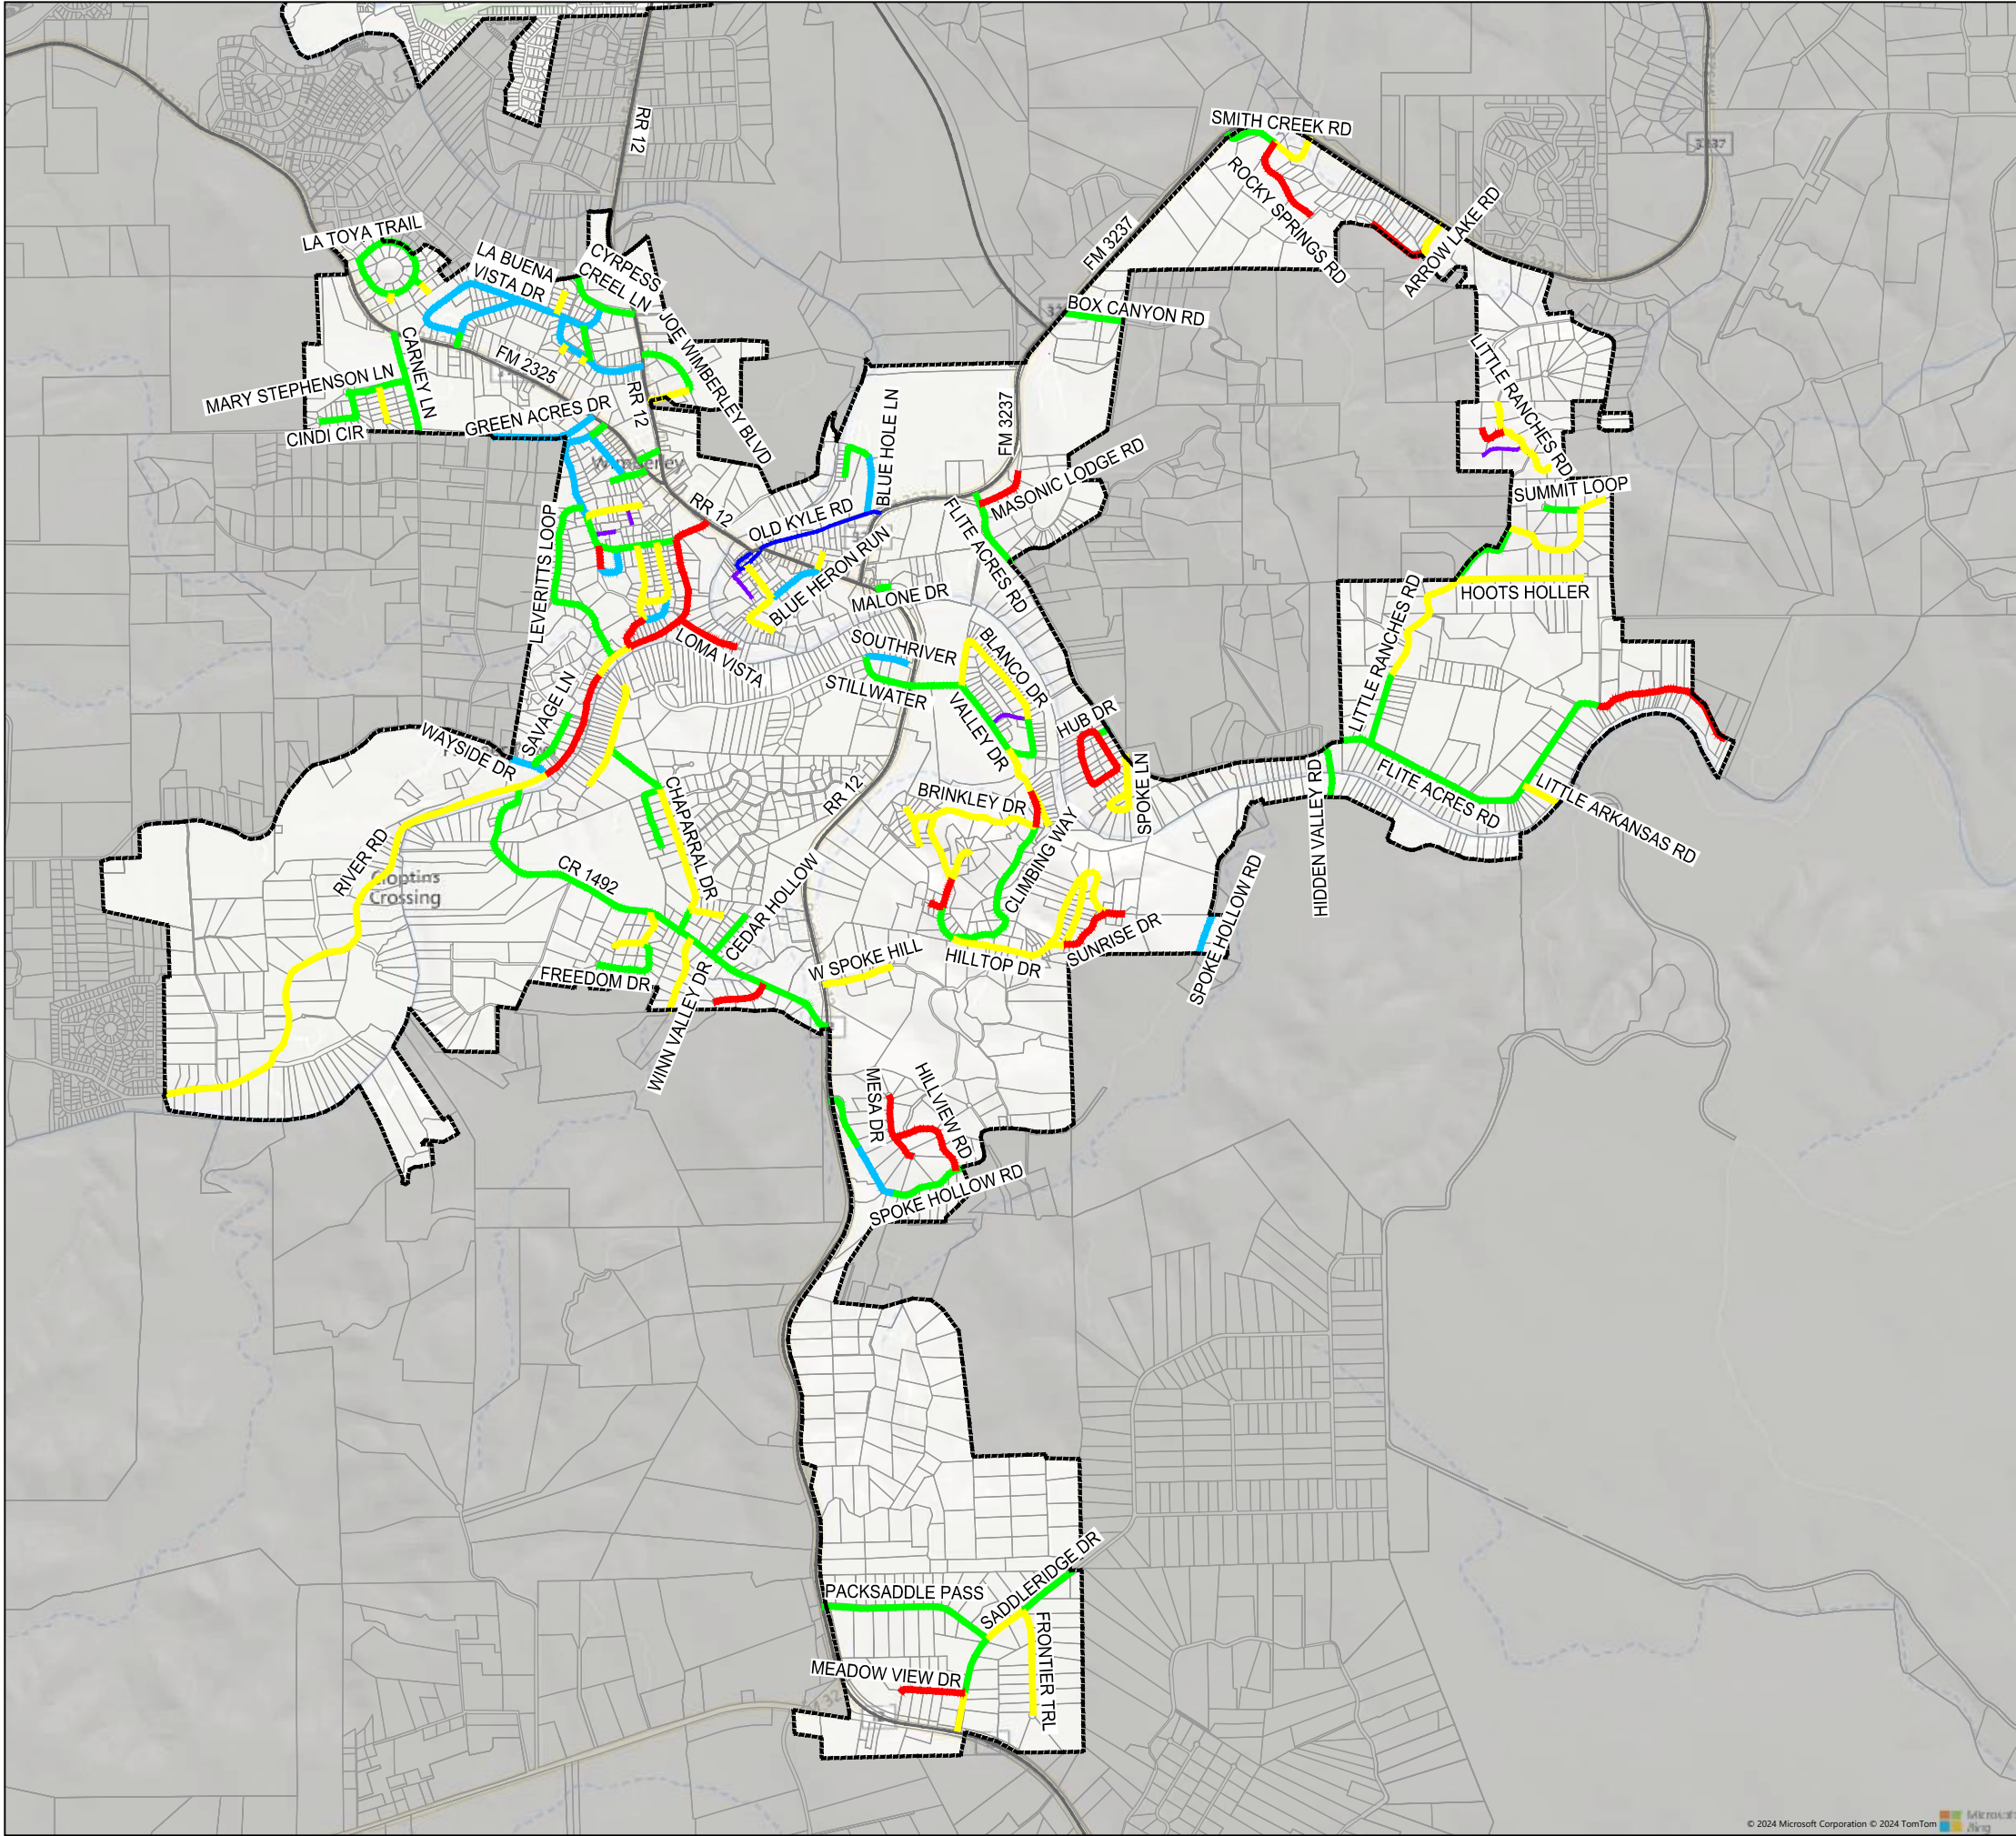 RR 12
SMITH CREEK RD
3237
ROCKY SPRINGS RD
ARROW LAKE RD
LA TOYA TRAIL
LA BUENA
VISTA DR
CYRPESS
CREEL LN
FM 3237
BOX CANYON RD
JOE WIMBERLEY BLVD
CARNEY LN
FM 2325
MARY STEPHENSON LN
RR 12
GREEN ACRES DR
CINDI CIR
LITTLE RANCHES RD
BLUE HOLE LN
FM 3237
MASONIC LODGE RD
Wimberley
SUMMIT LOOP
RR 12
OLD KYLE RD
FLITE ACRES RD
LEVERITTS LOOP
BLUE HERON RUN
MALONE DR
HOOTS HOLLER
LITTLE RANCHES RD
LOMA VISTA
SOUTHRIVER
BLANCO DR
STILLWATER
VALLEY DR
HUB DR
SAVAGE LN
WAYSIDE DR
SPOKE LN
HIDDEN VALLEY RD
FLITE ACRES RD
LITTLE ARKANSAS RD
CHAPARRAL DR
RR 12
BRINKLEY DR
CLIMBING WAY
RIVER RD
Cloptins
Crossing
CR 1492
CEDAR HOLLOW
SPOKE HOLLOW RD
SUNRISE DR
W SPOKE HILL
HILLTOP DR
FREEDOM DR
WINN VALLEY DR
MESA DR
HILLVIEW RD
SPOKE HOLLOW RD
PACKSADDLE PASS
SADDLERIDGE DR
FRONTIER TRL
MEADOW VIEW DR
© 2024 Microsoft Corporation © 2024 TomTom